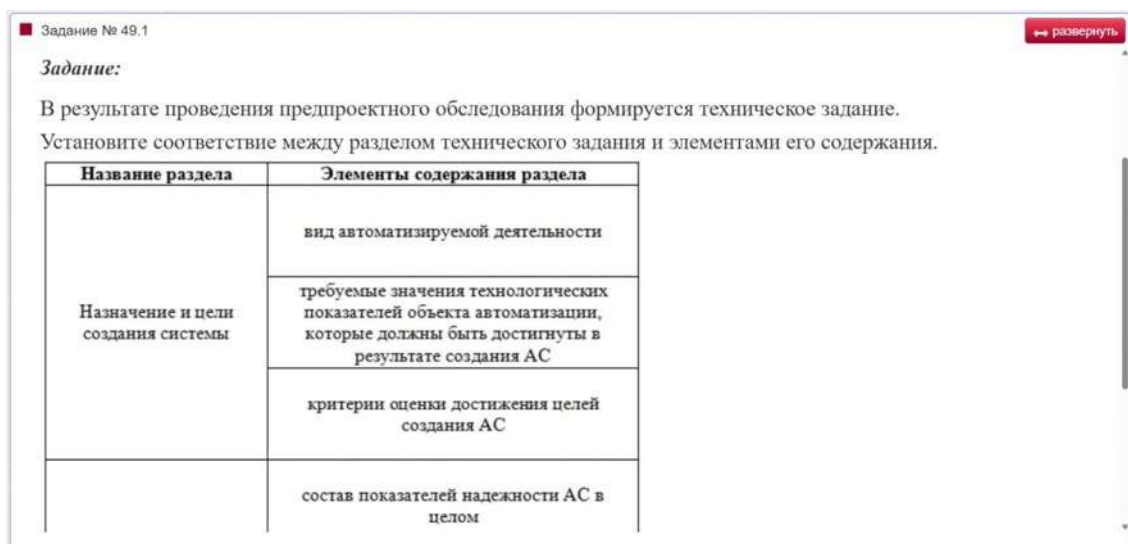 Задание № 49.1
развернуть
Задание:
В результате проведения предпроектного обследования формируется техническое задание.
Установите соответствие между разделом технического задания и элементами его содержания.
Название раздела
Элементы содержания раздела
Назначение и цели
создания системы
вид автоматизируемой деятельности
требуемые значения технологических
показателей объекта автоматизации,
которые должны быть достигнуты в
результате создания АС
критерии оценки достижения целей
создания АС
состав показателей надежности АС в
целом